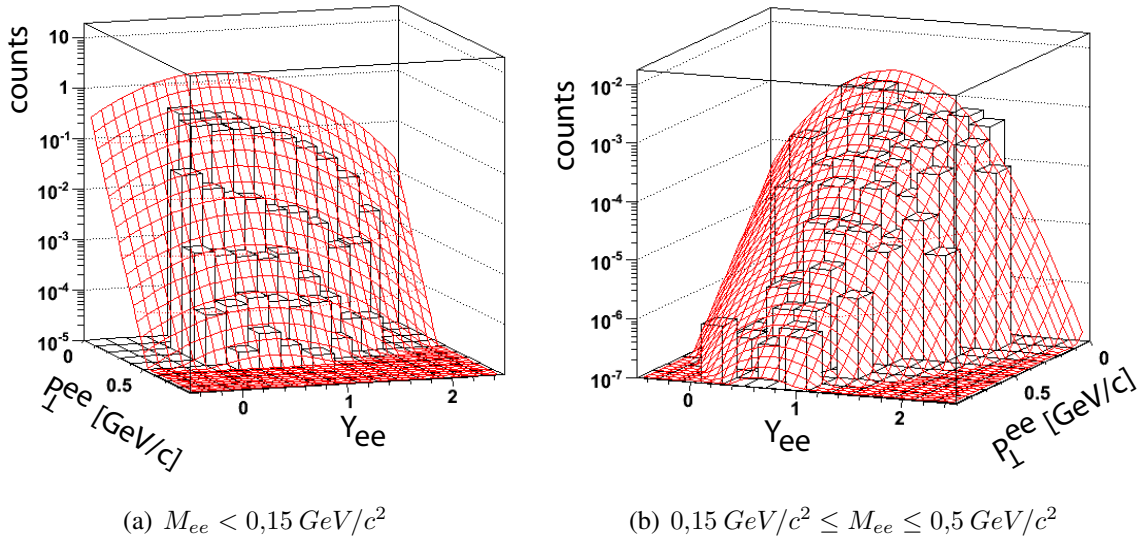 counts
10
1
10⁻¹
10⁻²
10⁻³
10⁻⁴
10⁻⁵
0
0.5
P⊥ᵉᵉ [GeV/c]
0
1
2
Yₑₑ
(a) Mₑₑ < 0,15 GeV/c²
counts
10⁻²
10⁻³
10⁻⁴
10⁻⁵
10⁻⁶
10⁻⁷
0
1
2
Yₑₑ
0
0.5
P⊥ᵉᵉ [GeV/c]
(b) 0,15 GeV/c² ≤ Mₑₑ ≤ 0,5 GeV/c²